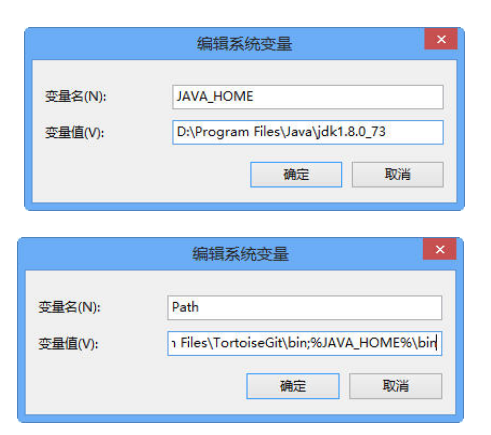 编辑系统变量
变量名(N):
JAVA_HOME
变量值(V):
D:\Program Files\Java\jdk1.8.0_73
确定
取消
编辑系统变量
变量名(N):
Path
变量值(V):
Files\TortoiseGit\bin;%JAVA_HOME%\bin
确定
取消